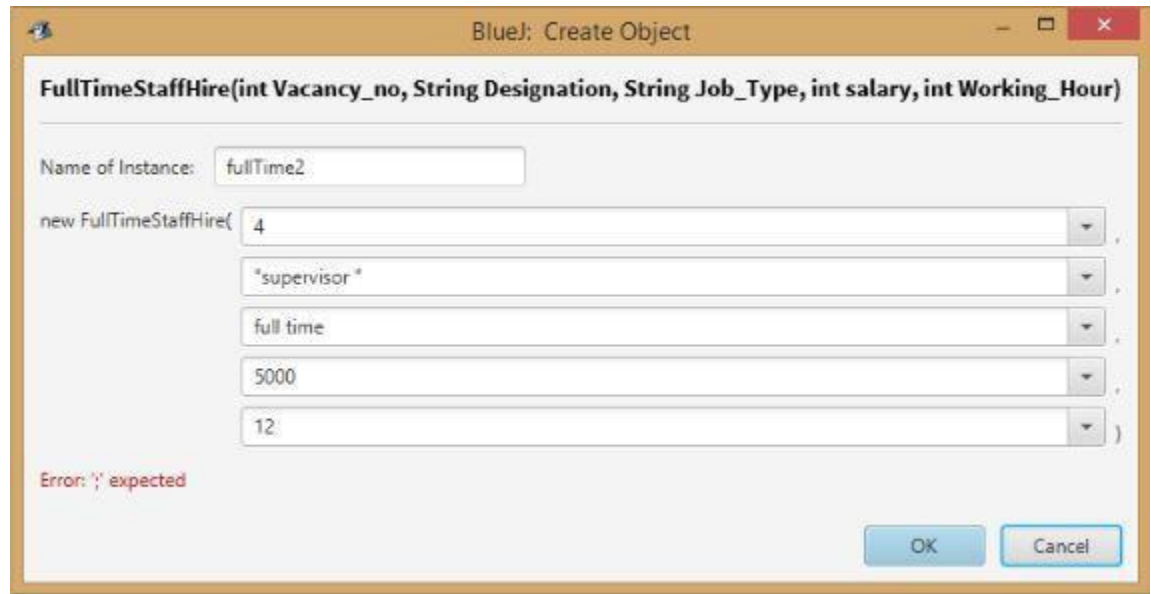 BlueJ: Create Object
FullTimeStaffHire(int Vacancy_no, String Designation, String Job_Type, int salary, int Working_Hour)
Name of Instance: fullTime2
new FullTimeStaffHire( 4 ,
"supervisor " ,
full time ,
5000 ,
12 )
Error: ';' expected
OK Cancel